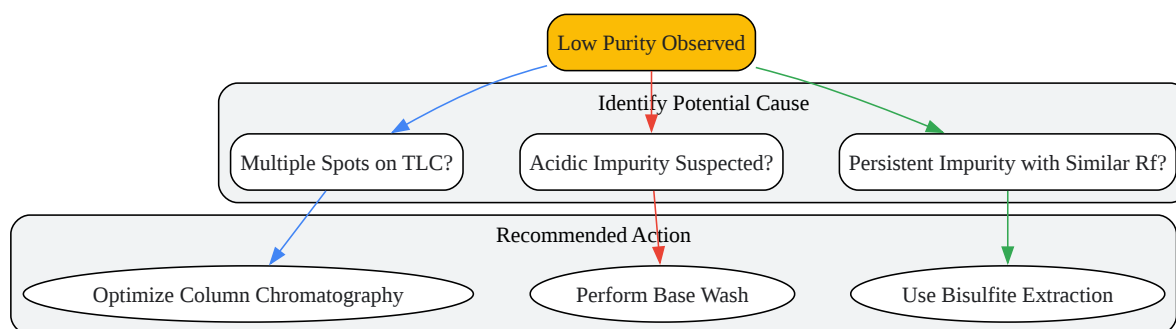 Low Purity Observed
Identify Potential Cause
Multiple Spots on TLC?
Acidic Impurity Suspected?
Persistent Impurity with Similar Rf?
Recommended Action
Optimize Column Chromatography
Perform Base Wash
Use Bisulfite Extraction